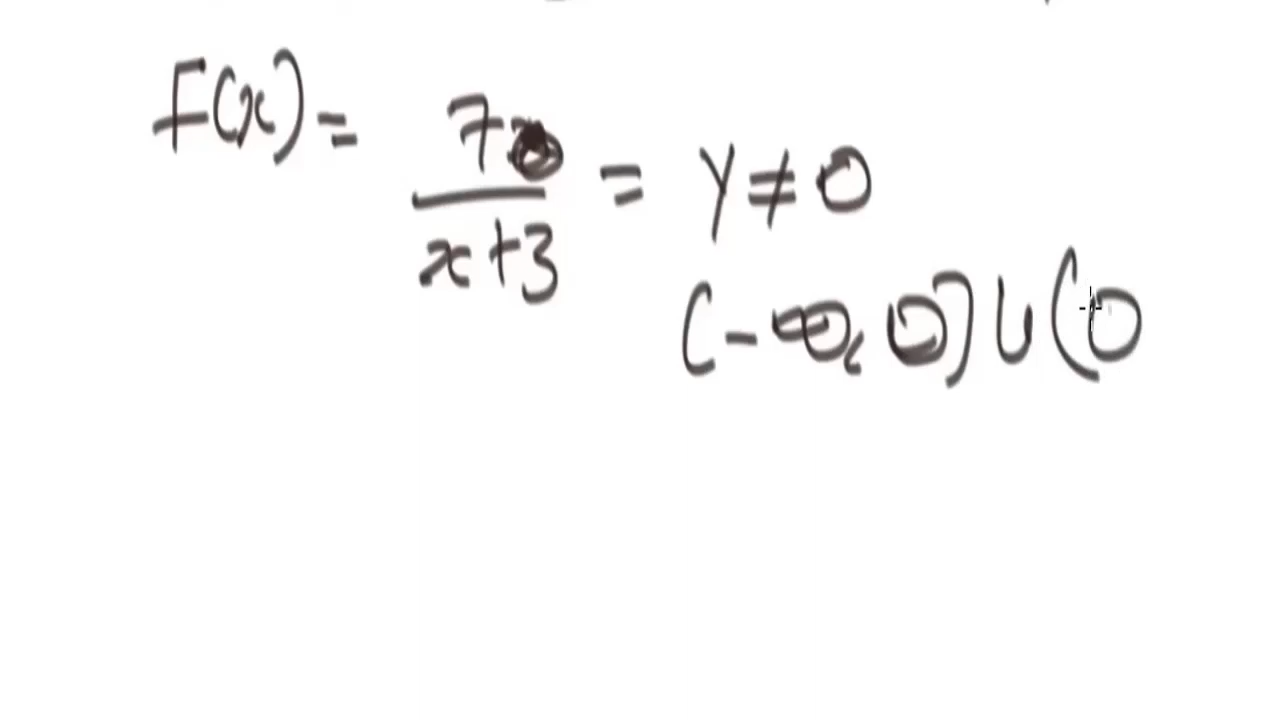 F(x) = 7 / x+3 = y ≠ 0
(-∞, 0) ∪ (0